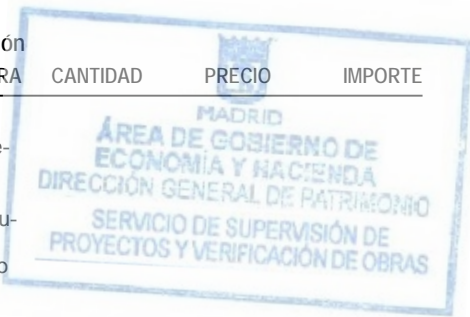 ón
RA CANTIDAD PRECIO IMPORTE
MADRID
e-
ÁREA DE GOBIERNO DE
ECONOMÍA Y HACIENDA
DIRECCIÓN GENERAL DE PATRIMONIO
u-
SERVICIO DE SUPERVISIÓN DE
PROYECTOS Y VERIFICACIÓN DE OBRAS
o